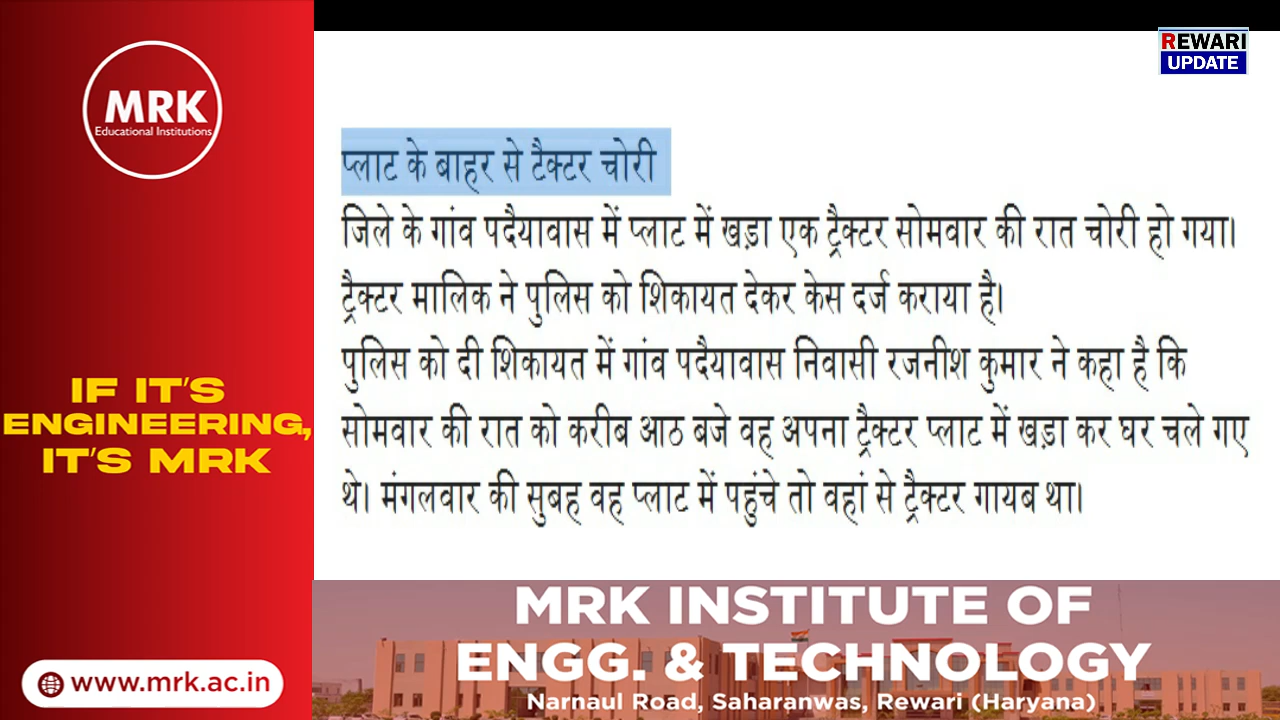 MRK
Educational Institutions
IF IT'S
ENGINEERING,
IT'S MRK
www.mrk.ac.in
REWARI
UPDATE
प्लाट के बाहर से टैक्टर चोरी
जिले के गांव पदैयावास में प्लाट में खड़ा एक ट्रैक्टर सोमवार की रात चोरी हो गया।
ट्रैक्टर मालिक ने पुलिस को शिकायत देकर केस दर्ज कराया है।
पुलिस को दी शिकायत में गांव पदैयावास निवासी रजनीश कुमार ने कहा है कि
सोमवार की रात को करीब आठ बजे वह अपना ट्रैक्टर प्लाट में खड़ा कर घर चले गए
थे। मंगलवार की सुबह वह प्लाट में पहुंचे तो वहां से ट्रैक्टर गायब था।
MRK INSTITUTE OF
ENGG. & TECHNOLOGY
Narnaul Road, Saharanwas, Rewari (Haryana)